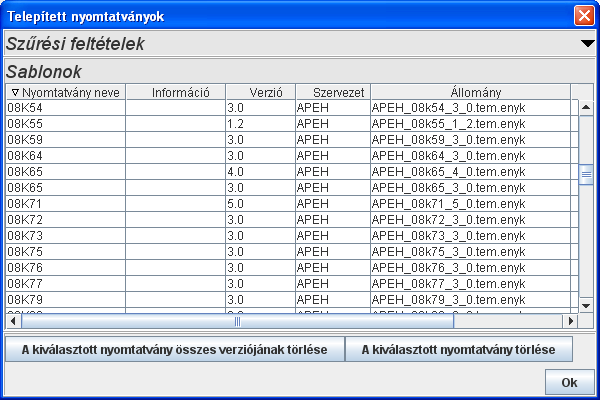 Telepített nyomtatványok
Szűrési feltételek
Sablonok
Nyomtatvány neve Információ Verzió Szervezet Állomány
08K54 3.0 APEH APEH_08k54_3_0.tem.enyk
08K55 1.2 APEH APEH_08k55_1_2.tem.enyk
08K59 3.0 APEH APEH_08k59_3_0.tem.enyk
08K64 3.0 APEH APEH_08k64_3_0.tem.enyk
08K65 4.0 APEH APEH_08k65_4_0.tem.enyk
08K65 3.0 APEH APEH_08k65_3_0.tem.enyk
08K71 5.0 APEH APEH_08k71_5_0.tem.enyk
08K72 3.0 APEH APEH_08k72_3_0.tem.enyk
08K73 3.0 APEH APEH_08k73_3_0.tem.enyk
08K75 3.0 APEH APEH_08k75_3_0.tem.enyk
08K76 3.0 APEH APEH_08k76_3_0.tem.enyk
08K77 3.0 APEH APEH_08k77_3_0.tem.enyk
08K79 3.0 APEH APEH_08k79_3_0.tem.enyk
A kiválasztott nyomtatvány összes verziójának törlése A kiválasztott nyomtatvány törlése
Ok